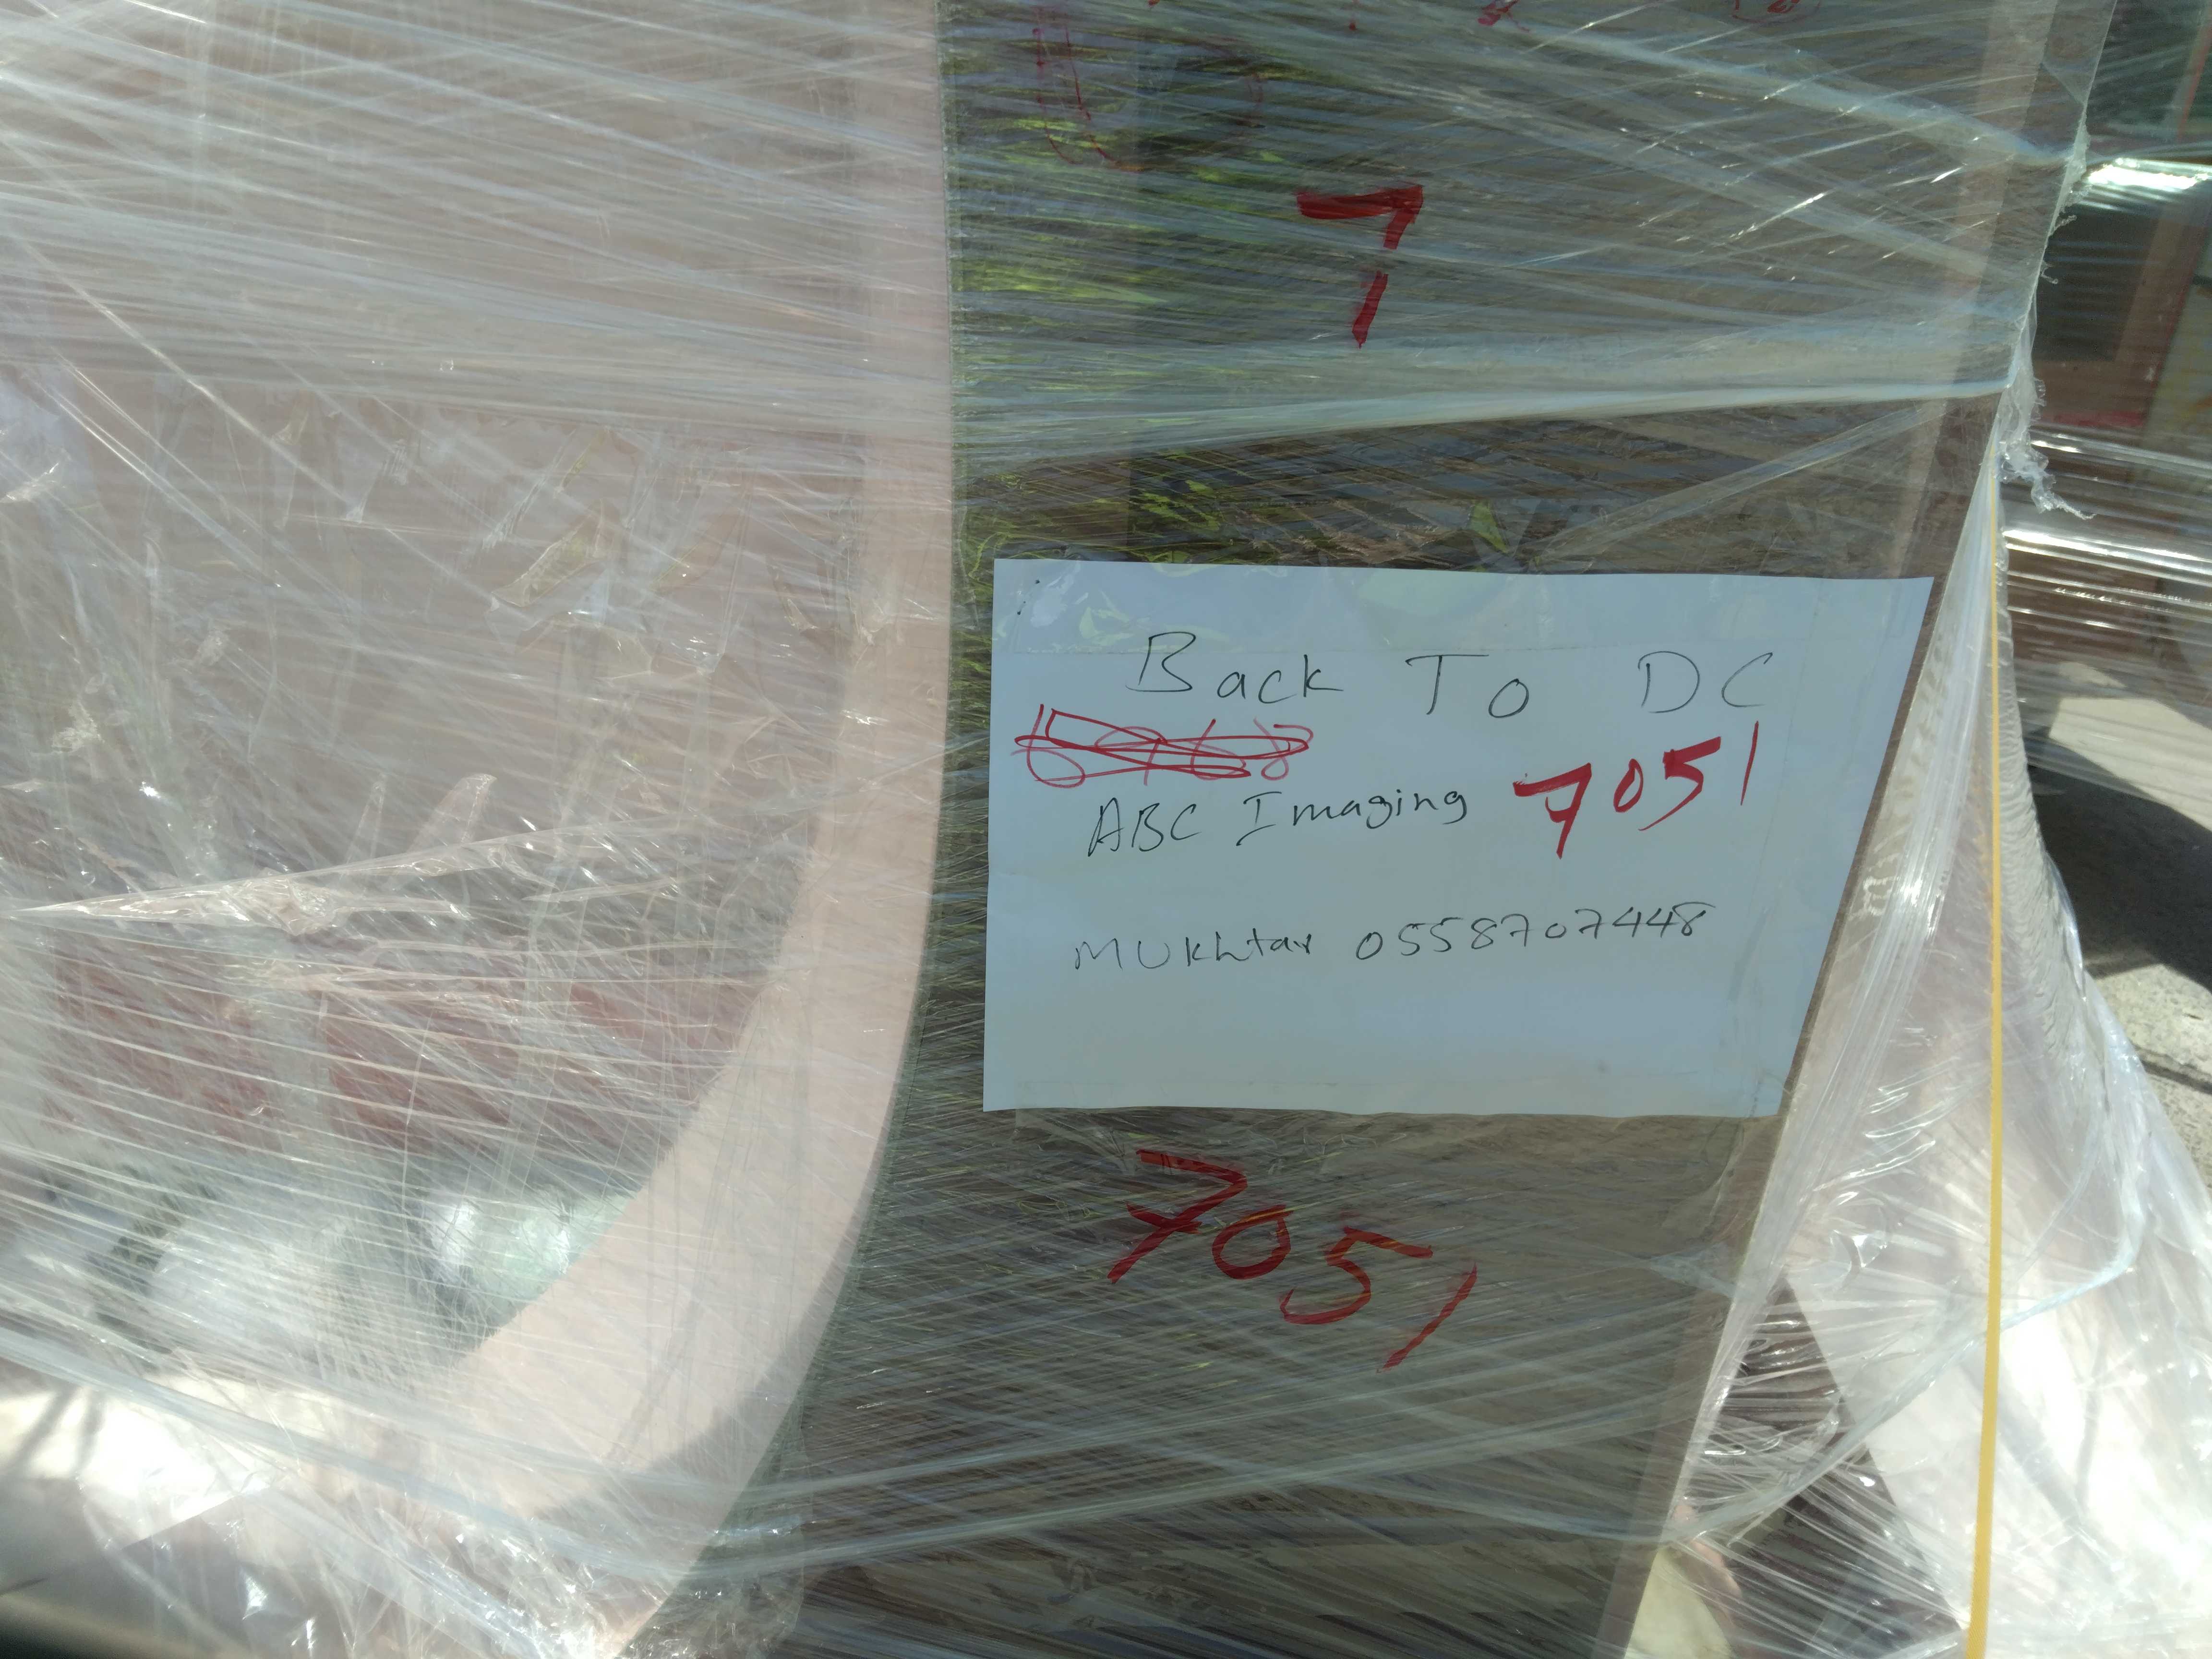 7
Back To DC
ABC Imaging 7051
Mukhtar 0558707448
7051